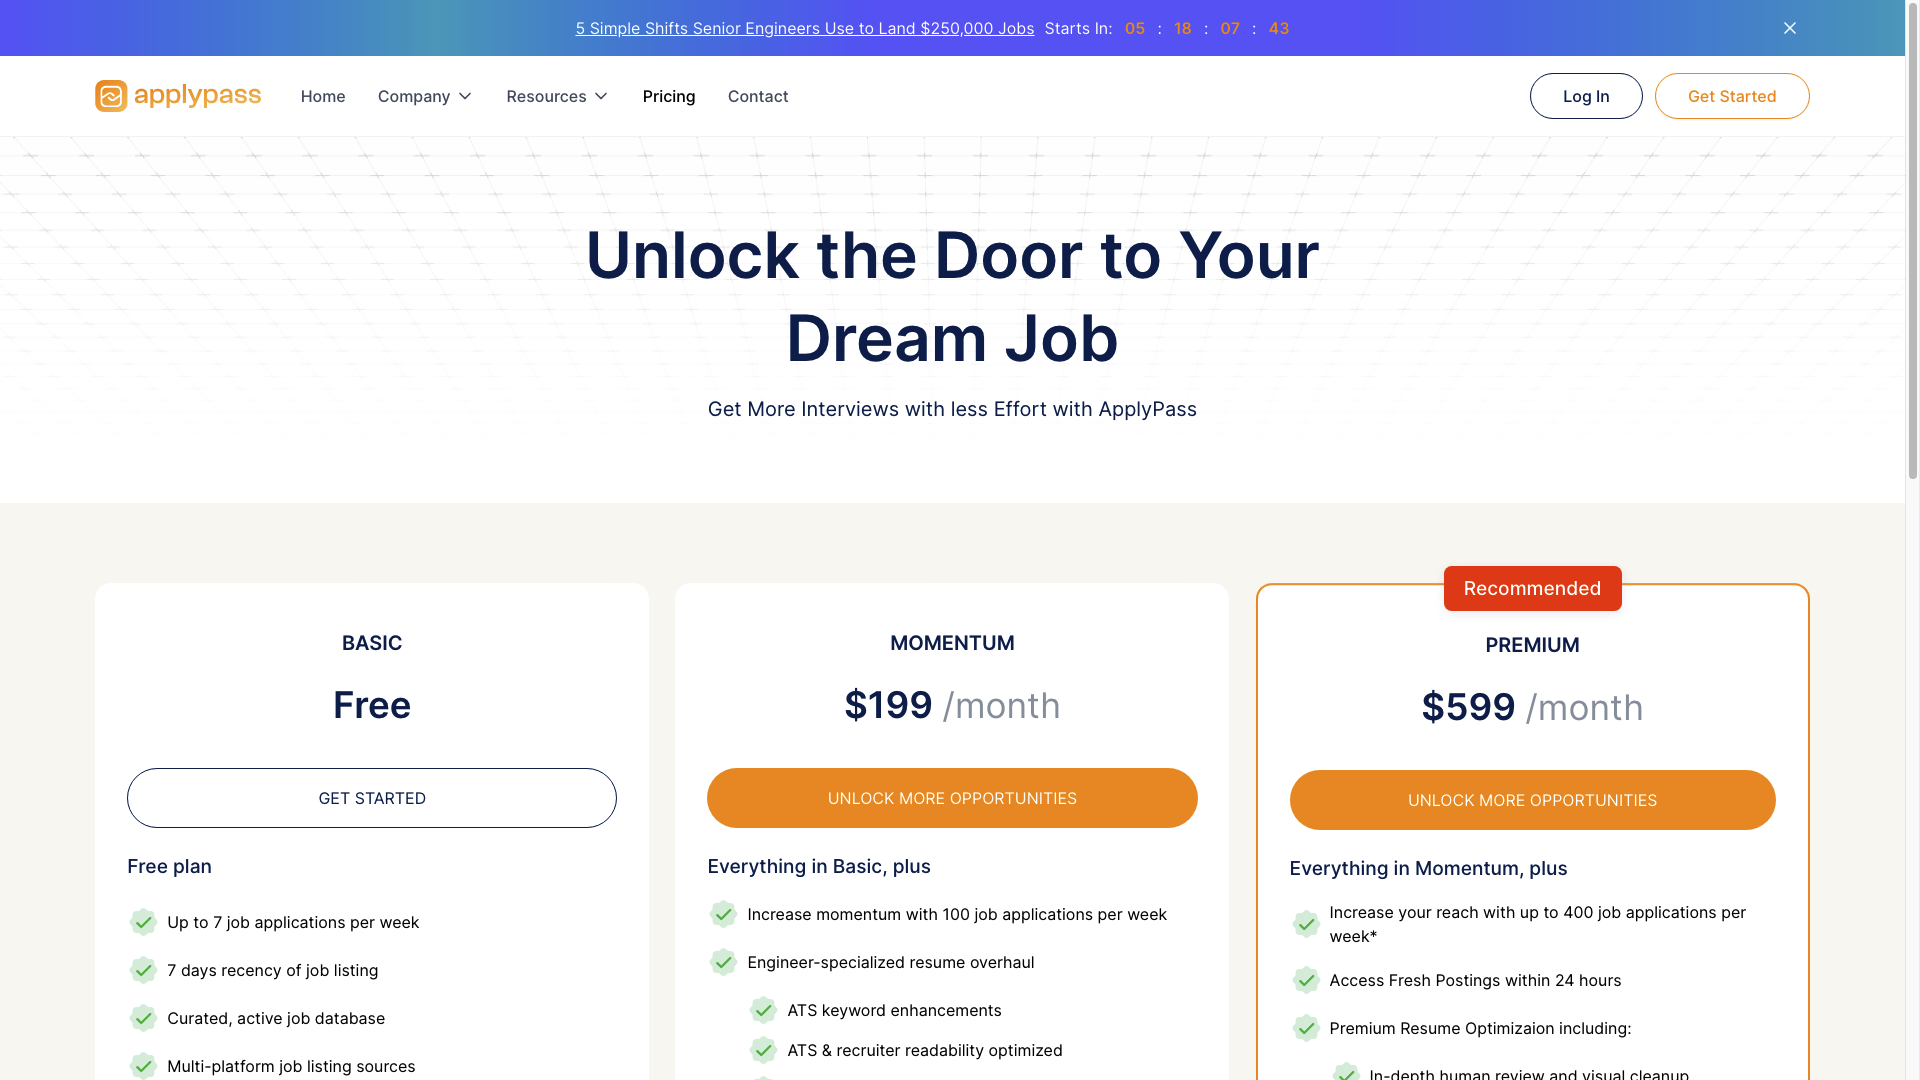 5 Simple Shifts Senior Engineers Use to Land $250,000 Jobs Starts In: 05 : 18 : 07 : 43
applypass Home Company Resources Pricing Contact Log In Get Started
Unlock the Door to Your
Dream Job
Get More Interviews with less Effort with ApplyPass
BASIC
Free
GET STARTED
Free plan
Up to 7 job applications per week
7 days recency of job listing
Curated, active job database
Multi-platform job listing sources
MOMENTUM
$199 /month
UNLOCK MORE OPPORTUNITIES
Everything in Basic, plus
Increase momentum with 100 job applications per week
Engineer-specialized resume overhaul
ATS keyword enhancements
ATS & recruiter readability optimized
Recommended
PREMIUM
$599 /month
UNLOCK MORE OPPORTUNITIES
Everything in Momentum, plus
Increase your reach with up to 400 job applications per
week*
Access Fresh Postings within 24 hours
Premium Resume Optimizaion including:
In-depth human review and visual cleanup